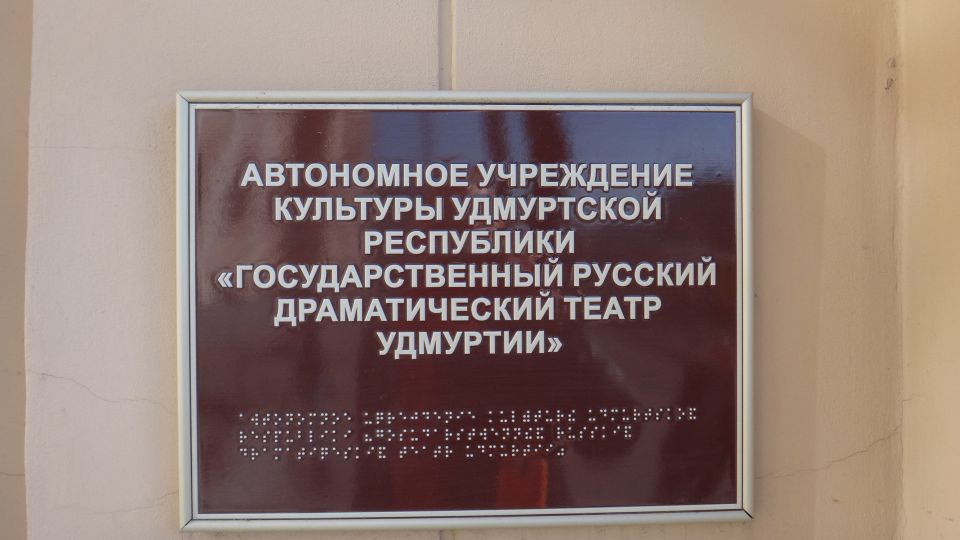 АВТОНОМНОЕ УЧРЕЖДЕНИЕ
КУЛЬТУРЫ УДМУРТСКОЙ
РЕСПУБЛИКИ
«ГОСУДАРСТВЕННЫЙ РУССКИЙ
ДРАМАТИЧЕСКИЙ ТЕАТР
УДМУРТИИ»